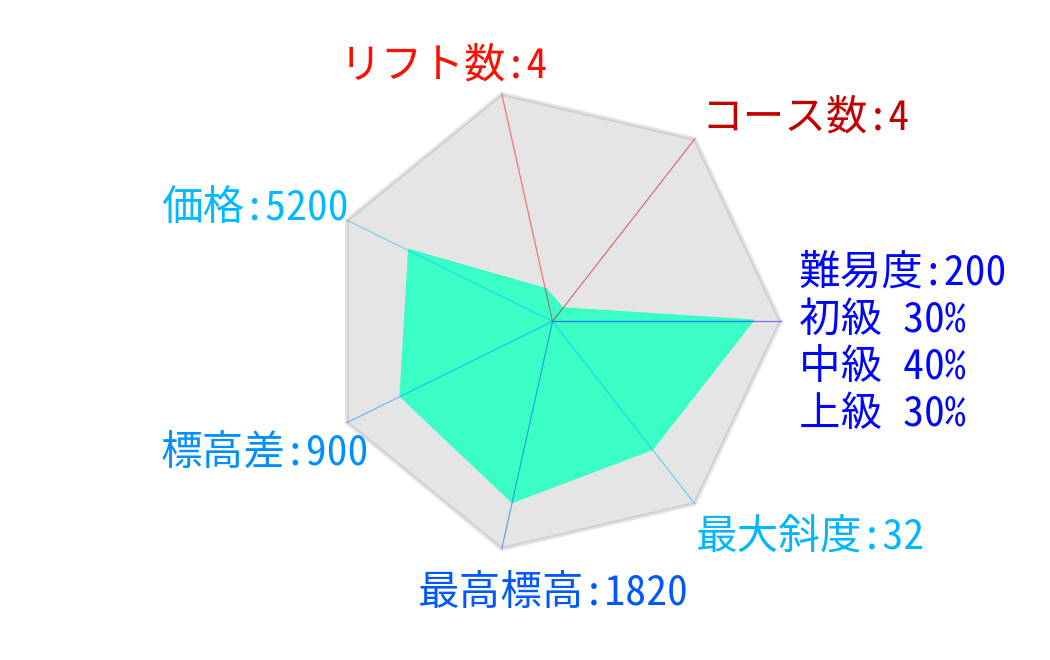 リフト数:4
コース数:4
価格:5200
難易度:200
初級 30%
中級 40%
上級 30%
標高差:900
最大斜度:32
最高標高:1820